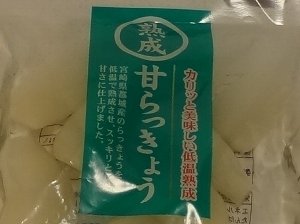 熟成
カリッと美味しい低温熟成
甘らっきょう
宮崎県都城産のらっきょうを
低温で熟成させ、スッキリと
甘さに仕上げました。